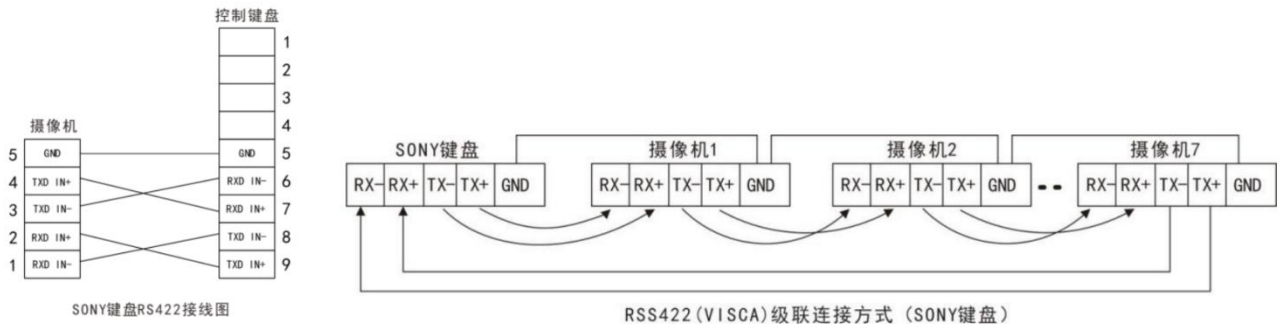 控制键盘
1
2
3
4
摄像机
5 GND GND 5
4 TXD IN+ RXD IN- 6
3 TXD IN- RXD IN+ 7
2 RXD IN+ TXD IN- 8
1 RXD IN- TXD IN+ 9
SONY键盘RS422接线图
SONY键盘 摄像机1 摄像机2 摄像机7
RX- RX+ TX- TX+ GND RX- RX+ TX- TX+ GND RX- RX+ TX- TX+ GND -- RX- RX+ TX- TX+ GND
RSS422(VISCA)级联连接方式(SONY键盘)